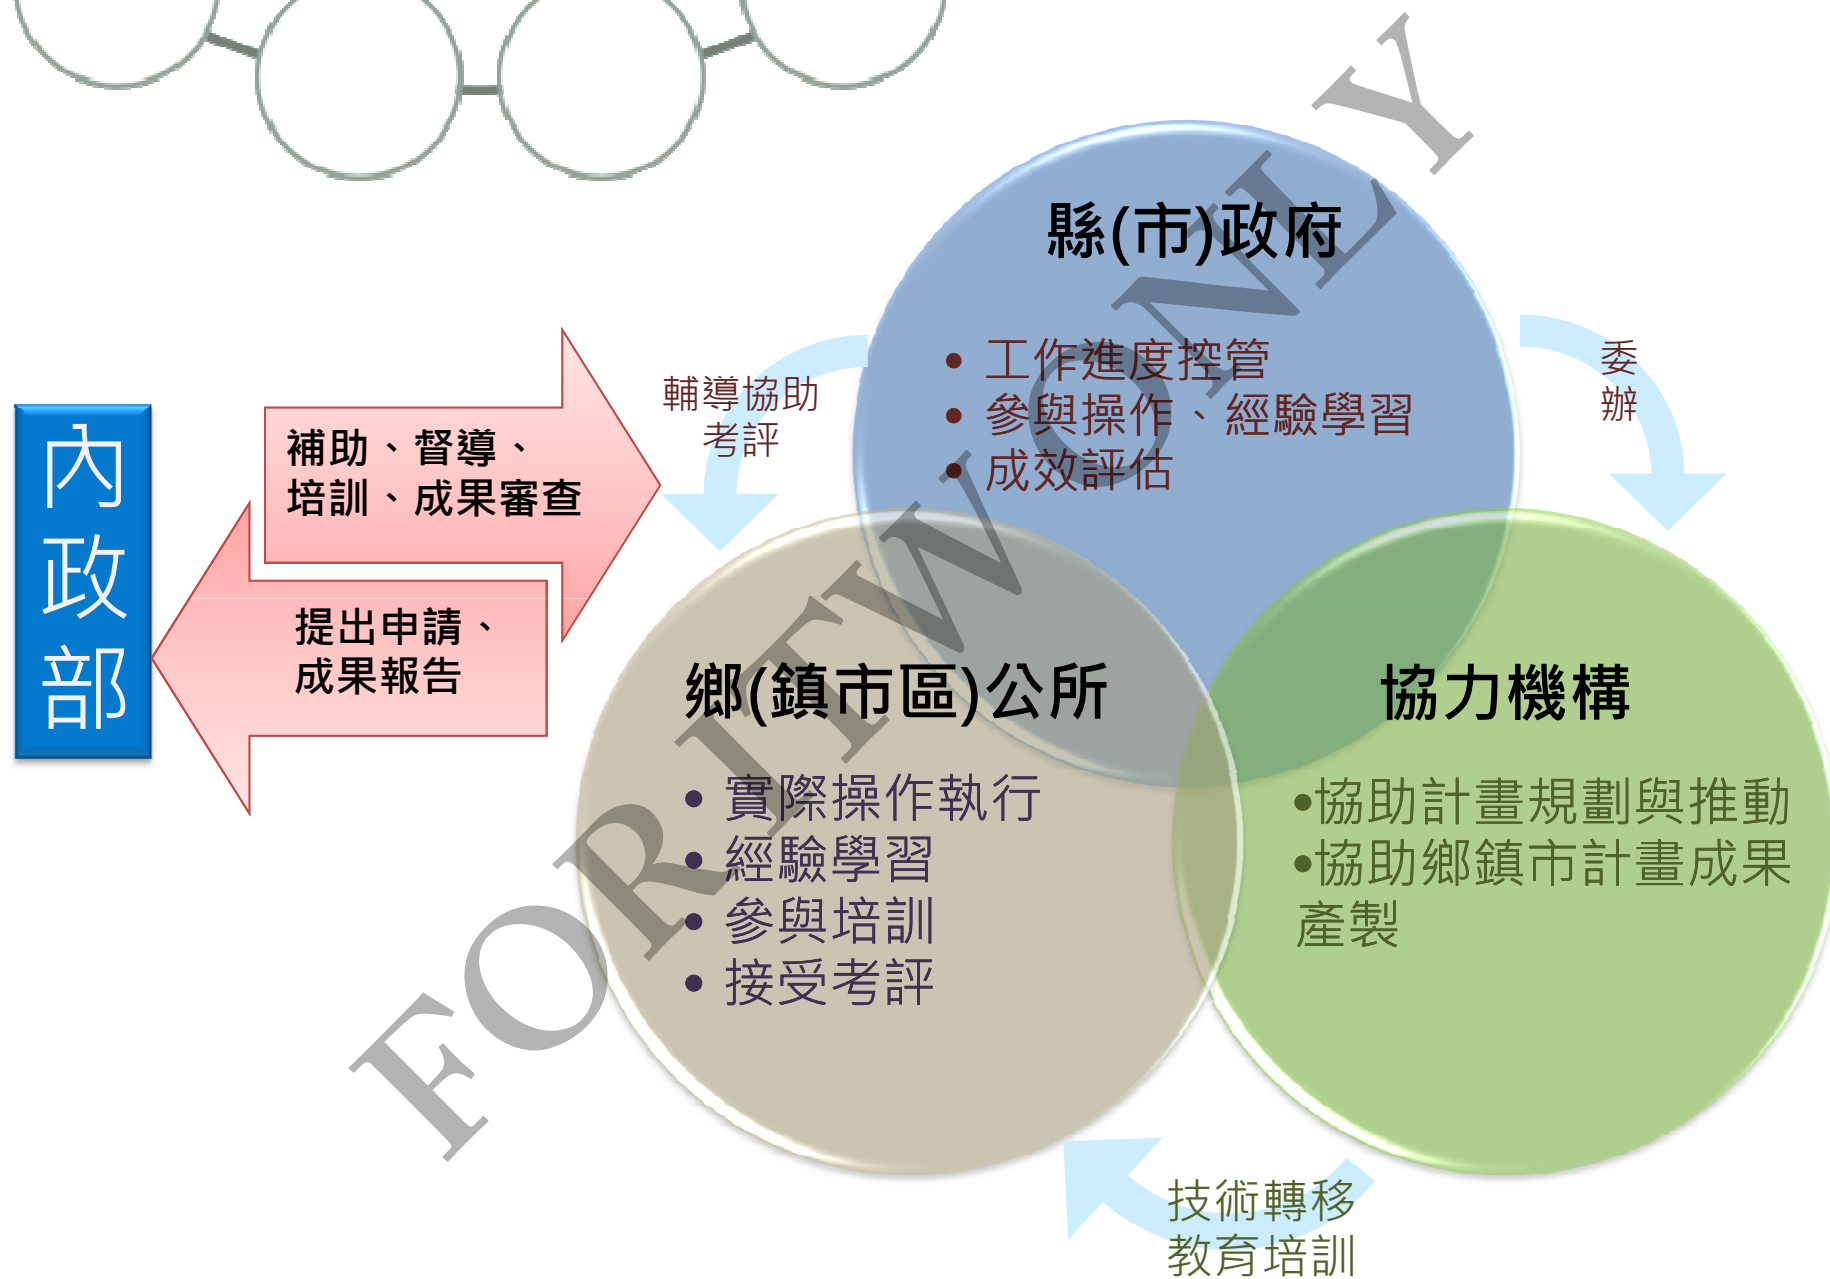 縣(市)政府
• 工作進度控管
• 參與操作、經驗學習
• 成效評估
輔導協助
考評
委
辦
內
政
部
補助、督導、
培訓、成果審查
提出申請、
成果報告
鄉(鎮市區)公所
• 實際操作執行
• 經驗學習
• 參與培訓
• 接受考評
協力機構
•協助計畫規劃與推動
•協助鄉鎮市計畫成果
產製
技術轉移
教育培訓
FOR ITW ONLY